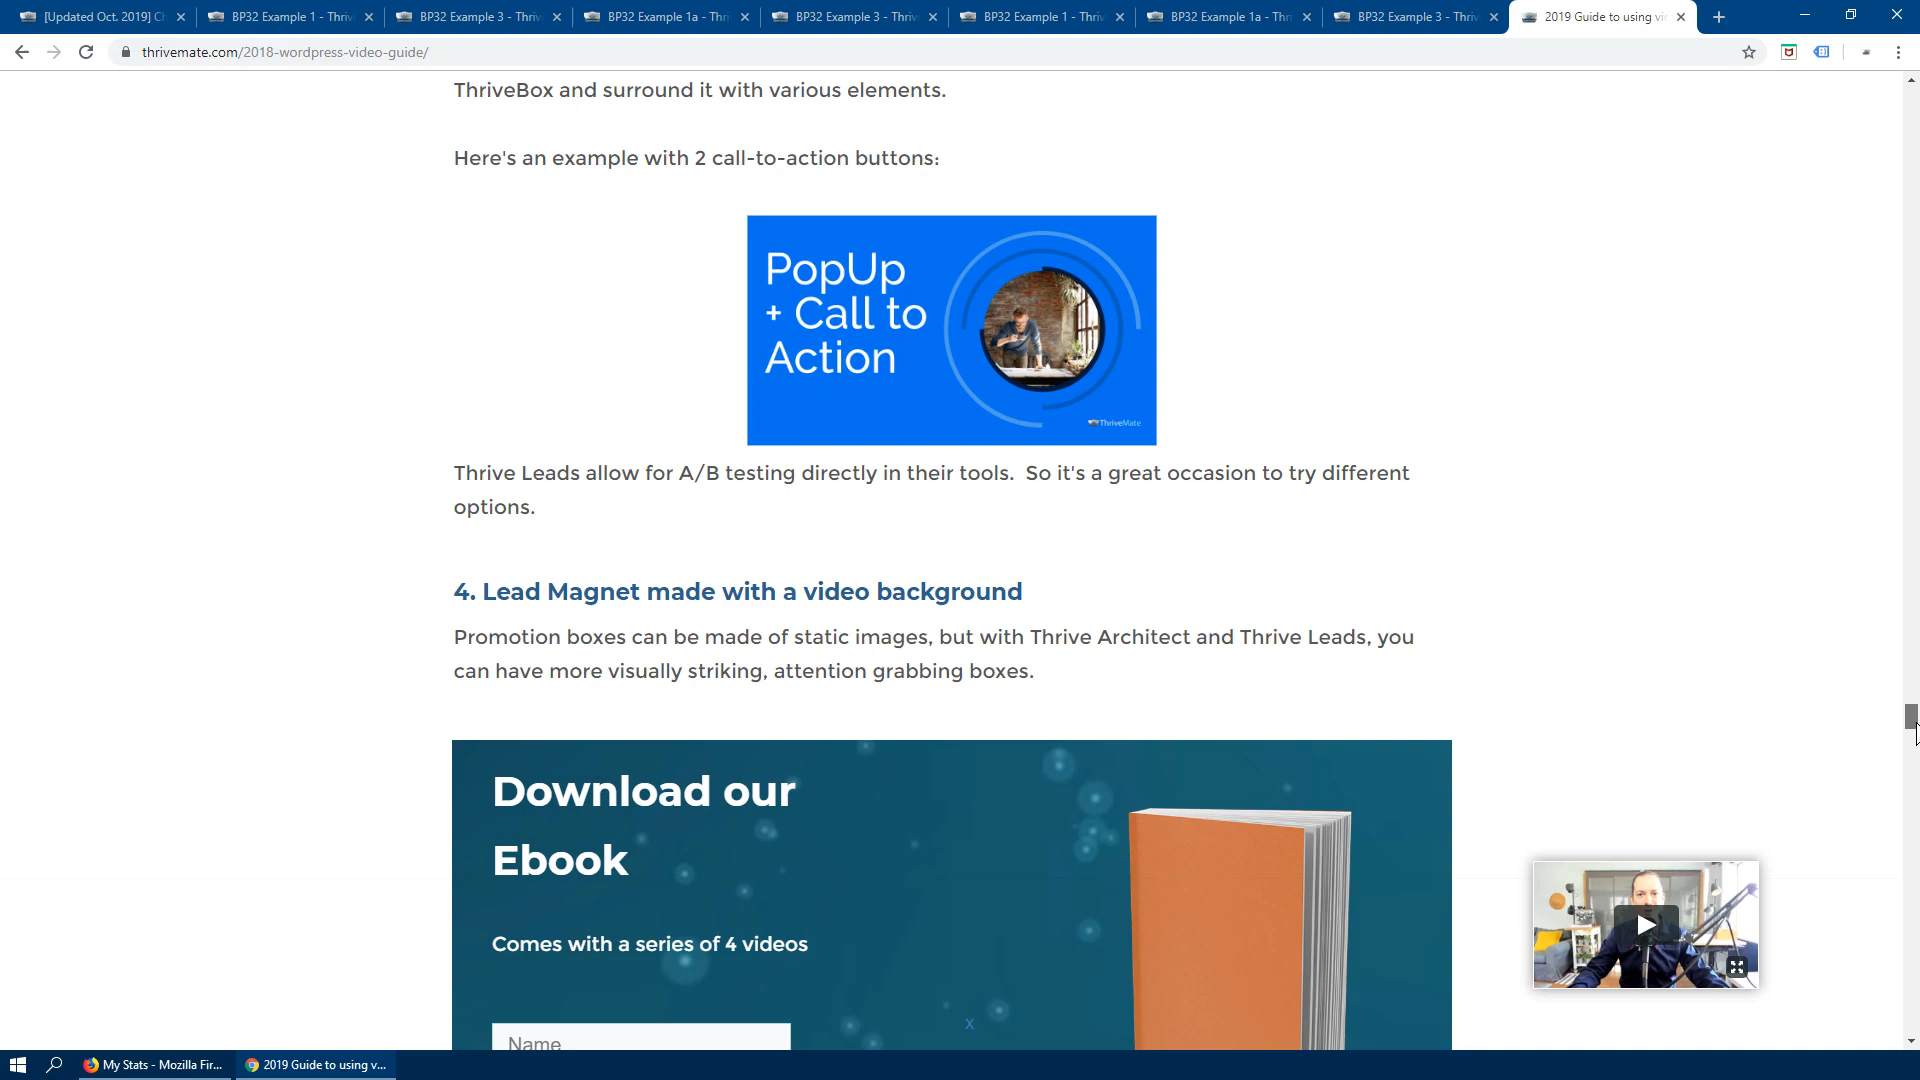 [Updated Oct. 2019] C
BP32 Example 1 - Thriv
BP32 Example 3 - Thriv
BP32 Example 1a - Thri
BP32 Example 3 - Thriv
BP32 Example 1 - Thriv
BP32 Example 1a - Thri
BP32 Example 3 - Thriv
2019 Guide to using vi
thrivemate.com/2018-wordpress-video-guide/
ThriveBox and surround it with various elements.
Here's an example with 2 call-to-action buttons:
PopUp
+ Call to
Action
ThriveMate
Thrive Leads allow for A/B testing directly in their tools. So it's a great occasion to try different
options.
4. Lead Magnet made with a video background
Promotion boxes can be made of static images, but with Thrive Architect and Thrive Leads, you
can have more visually striking, attention grabbing boxes.
Download our
Ebook
Comes with a series of 4 videos
Name
X
My Stats - Mozilla Fir...
2019 Guide to using v...